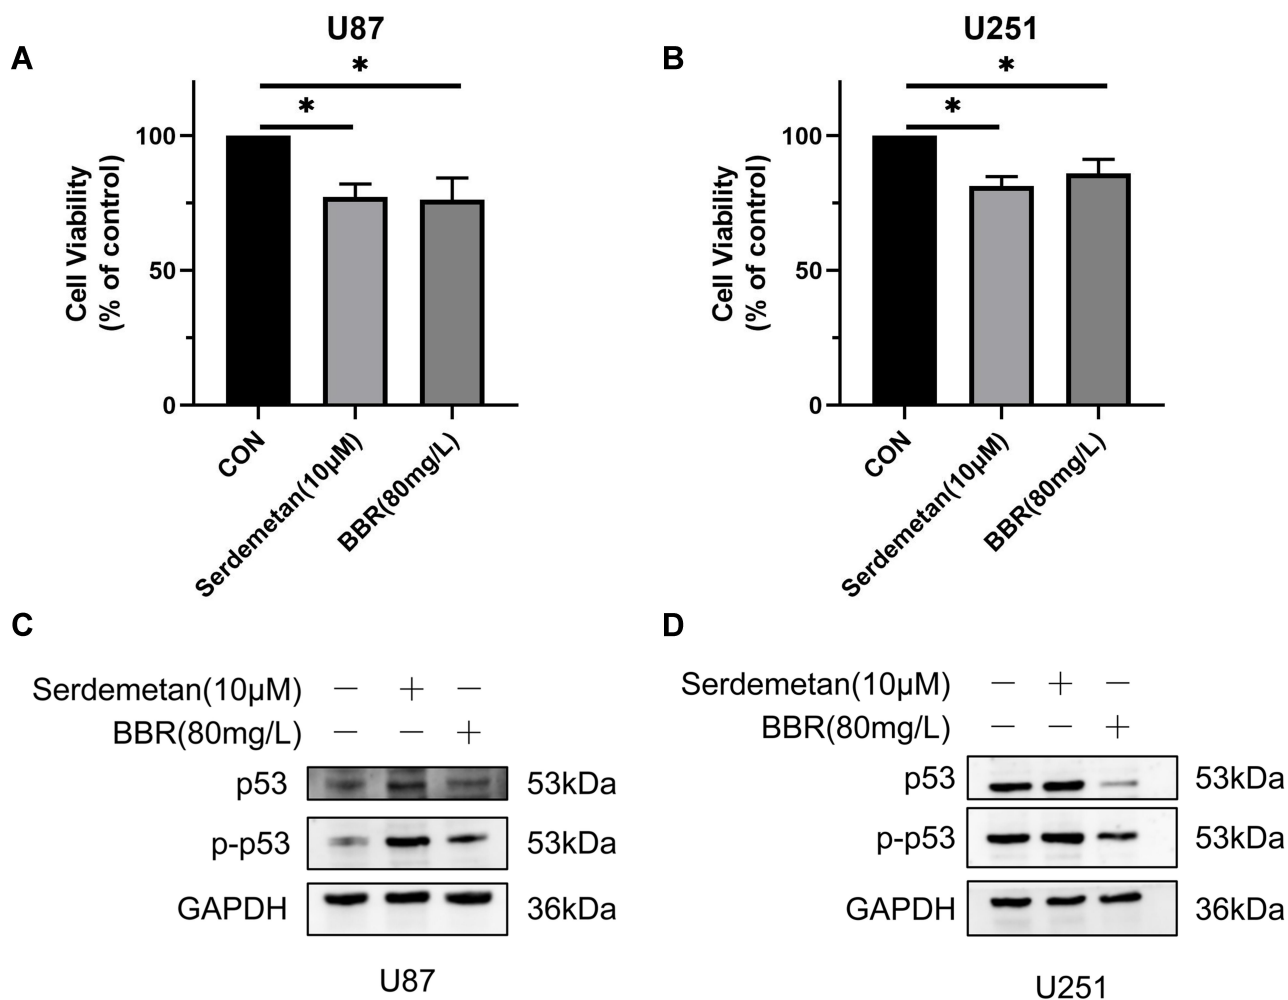 A
U87
*
*
100
50
0
Cell Viability
(% of control)
CON
Serdemetan(10μM)
BBR(80mg/L)
B
U251
*
*
100
50
0
Cell Viability
(% of control)
CON
Serdemetan(10μM)
BBR(80mg/L)
C
Serdemetan(10μM) − + −
BBR(80mg/L) − − +
p53 53kDa
p-p53 53kDa
GAPDH 36kDa
U87
D
Serdemetan(10μM) − + −
BBR(80mg/L) − − +
p53 53kDa
p-p53 53kDa
GAPDH 36kDa
U251